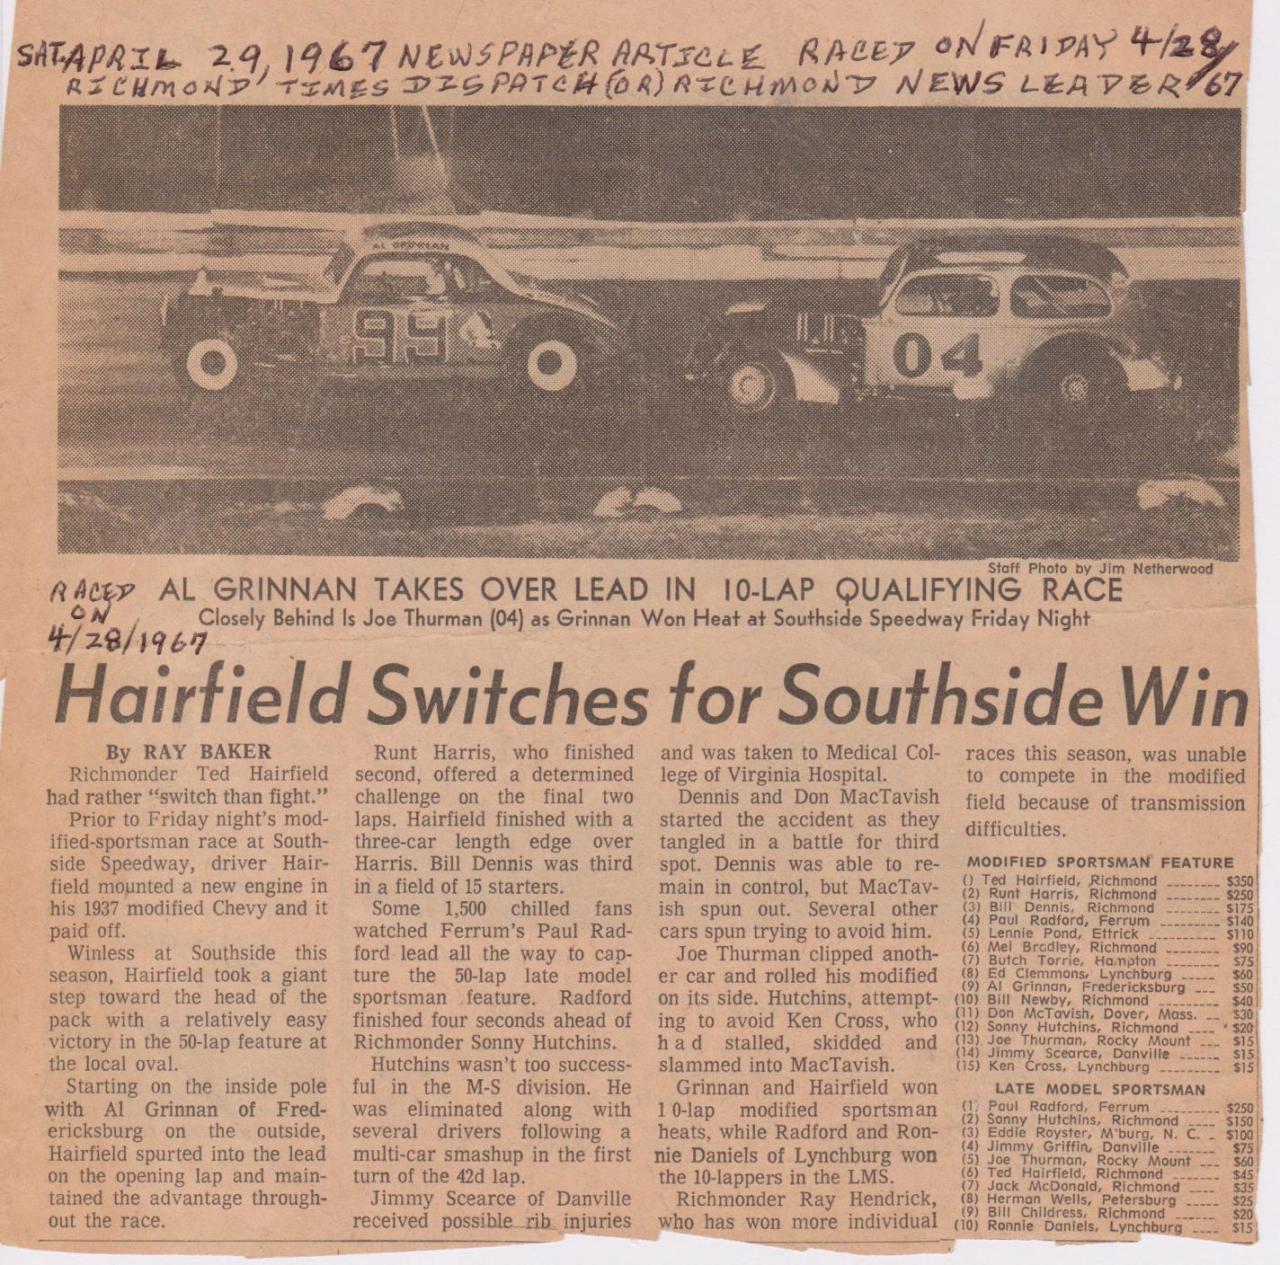 SAT. APRIL 29, 1967 NEWSPAPER ARTICLE RACED ON FRIDAY 4/28/67
RICHMOND TIMES DISPATCH (OR) RICHMOND NEWS LEADER
AL GRINNAN
99
04
Staff Photo by Jim Netherwood
RACED
ON
4/28/1967
AL GRINNAN TAKES OVER LEAD IN 10-LAP QUALIFYING RACE
Closely Behind Is Joe Thurman (04) as Grinnan Won Heat at Southside Speedway Friday Night
Hairfield Switches for Southside Win
By RAY BAKER
Richmonder Ted Hairfield
had rather “switch than fight.”
Prior to Friday night's mod-
ified-sportsman race at South-
side Speedway, driver Hair-
field mounted a new engine in
his 1937 modified Chevy and it
paid off.
Winless at Southside this
season, Hairfield took a giant
step toward the head of the
pack with a relatively easy
victory in the 50-lap feature at
the local oval.
Starting on the inside pole
with Al Grinnan of Fred-
ericksburg on the outside,
Hairfield spurted into the lead
on the opening lap and main-
tained the advantage through-
out the race.
Runt Harris, who finished
second, offered a determined
challenge on the final two
laps. Hairfield finished with a
three-car length edge over
Harris. Bill Dennis was third
in a field of 15 starters.
Some 1,500 chilled fans
watched Ferrum's Paul Rad-
ford lead all the way to cap-
ture the 50-lap late model
sportsman feature. Radford
finished four seconds ahead of
Richmonder Sonny Hutchins.
Hutchins wasn't too success-
ful in the M-S division. He
was eliminated along with
several drivers following a
multi-car smashup in the first
turn of the 42d lap.
Jimmy Scearce of Danville
received possible rib injuries
and was taken to Medical Col-
lege of Virginia Hospital.
Dennis and Don MacTavish
started the accident as they
tangled in a battle for third
spot. Dennis was able to re-
main in control, but MacTav-
ish spun out. Several other
cars spun trying to avoid him.
Joe Thurman clipped anoth-
er car and rolled his modified
on its side. Hutchins, attempt-
ing to avoid Ken Cross, who
had stalled, skidded and
slammed into MacTavish.
Grinnan and Hairfield won
10-lap modified sportsman
heats, while Radford and Ron-
nie Daniels of Lynchburg won
the 10-lappers in the LMS.
Richmonder Ray Hendrick,
who has won more individual
races this season, was unable
to compete in the modified
field because of transmission
difficulties.
MODIFIED SPORTSMAN FEATURE
() Ted Hairfield, Richmond ------- $350
(2) Runt Harris, Richmond ------- $250
(3) Bill Dennis, Richmond ------- $175
(4) Paul Radford, Ferrum ------- $140
(5) Lennie Pond, Ettrick --------- $110
(6) Mel Bradley, Richmond ---- $90
(7) Butch Torrie, Hampton ----- $75
(8) Ed Clemmons, Lynchburg ---- $60
(9) Al Grinnan, Fredericksburg --- $50
(10) Bill Newby, Richmond ------- $40
(11) Don McTavish, Dover, Mass. -- $30
(12) Sonny Hutchins, Richmond ---- $20
(13) Joe Thurman, Rocky Mount --- $15
(14) Jimmy Scearce, Danville ----- $15
(15) Ken Cross, Lynchburg ------- $15
LATE MODEL SPORTSMAN
(1) Paul Radford, Ferrum -------- $250
(2) Sonny Hutchins, Richmond ---- $150
(3) Eddie Royster, M'burg, N. C. - $100
(4) Jimmy Griffin, Danville ----- $75
(5) Joe Thurman, Rocky Mount --- $60
(6) Ted Hairfield, Richmond ----- $45
(7) Jack McDonald, Richmond ---- $35
(8) Herman Wells, Petersburg ---- $25
(9) Bill Childress, Richmond ---- $20
(10) Ronnie Daniels, Lynchburg ---- $15